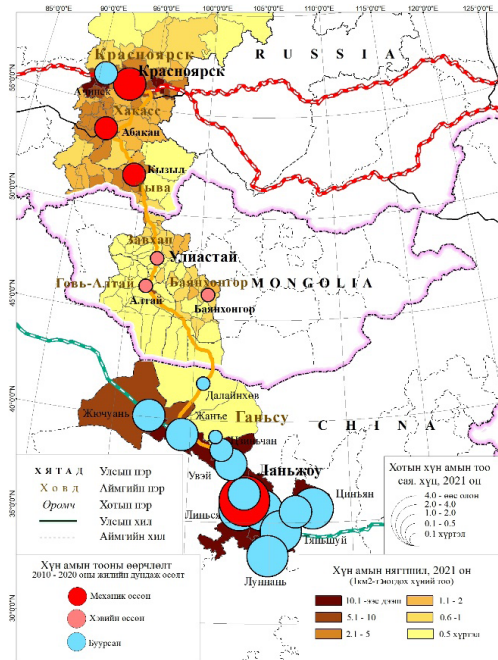 85°0'0"E 90°0'0"E 95°0'0"E 100°0'0"E 105°0'0"E 110°0'0"E 115°0'0"E 120°0'0"E 125°0'0"E
55°0'0"N
50°0'0"N
45°0'0"N
40°0'0"N
35°0'0"N
30°0'0"N
RUSSIA
Красноярск
Красноярск
Хакасс
Абакан
Кызыл
Тыва
Завхан
Улиастай
Говь-Алтай
Баянхонгор
MONGOLIA
Алтай
Баянхонгор
Далайнхөв
Жючуань
Жанъе
Ганьсу
CHINA
Увэй
Ланьжоу
Линься
Циньян
Тяньшуй
Луннань
ХЯТАД Улсын нэр
Ховд Аймгийн нэр
Оромч Хотын нэр
Улсын хил
Аймгийн хил
Хотын хүн амын тоо
сая. хүн, 2021 он
4.0 - өөс олон
2.0 - 4.0
1.0 - 2.0
0.1 - 0.5
0.1 хүртэл
Хүн амын тооны өөрчлөлт
2010 - 2020 оны жилийн дундаж өсөлт
Механик өссөн
Хэвийн өссөн
Буурсан
Хүн амын нягтшил, 2021 он
(1км2-т ногдох хүний тоо)
10.1 -ээс дээш
5.1 - 10
2.1 - 5
1.1 - 2
0.6 -1
0.5 хүртэл